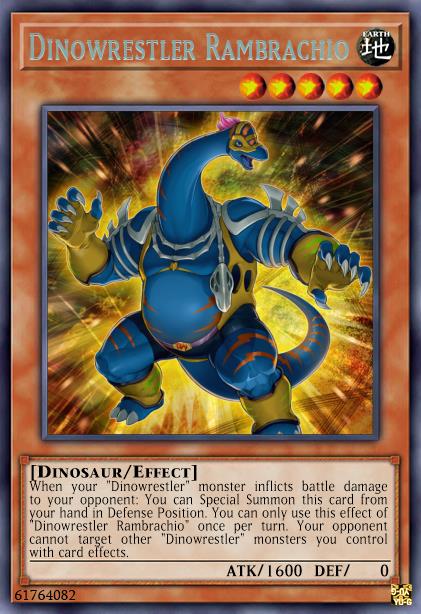 DINOWRESTLER RAMBRACHIO
EARTH
地
[DINOSAUR/EFFECT]
When your "Dinowrestler" monster inflicts battle damage
to your opponent: You can Special Summon this card from
your hand in Defense Position. You can only use this effect of
"Dinowrestler Rambrachio" once per turn. Your opponent
cannot target other "Dinowrestler" monsters you control
with card effects.
ATK/1600 DEF/ 0
61764082